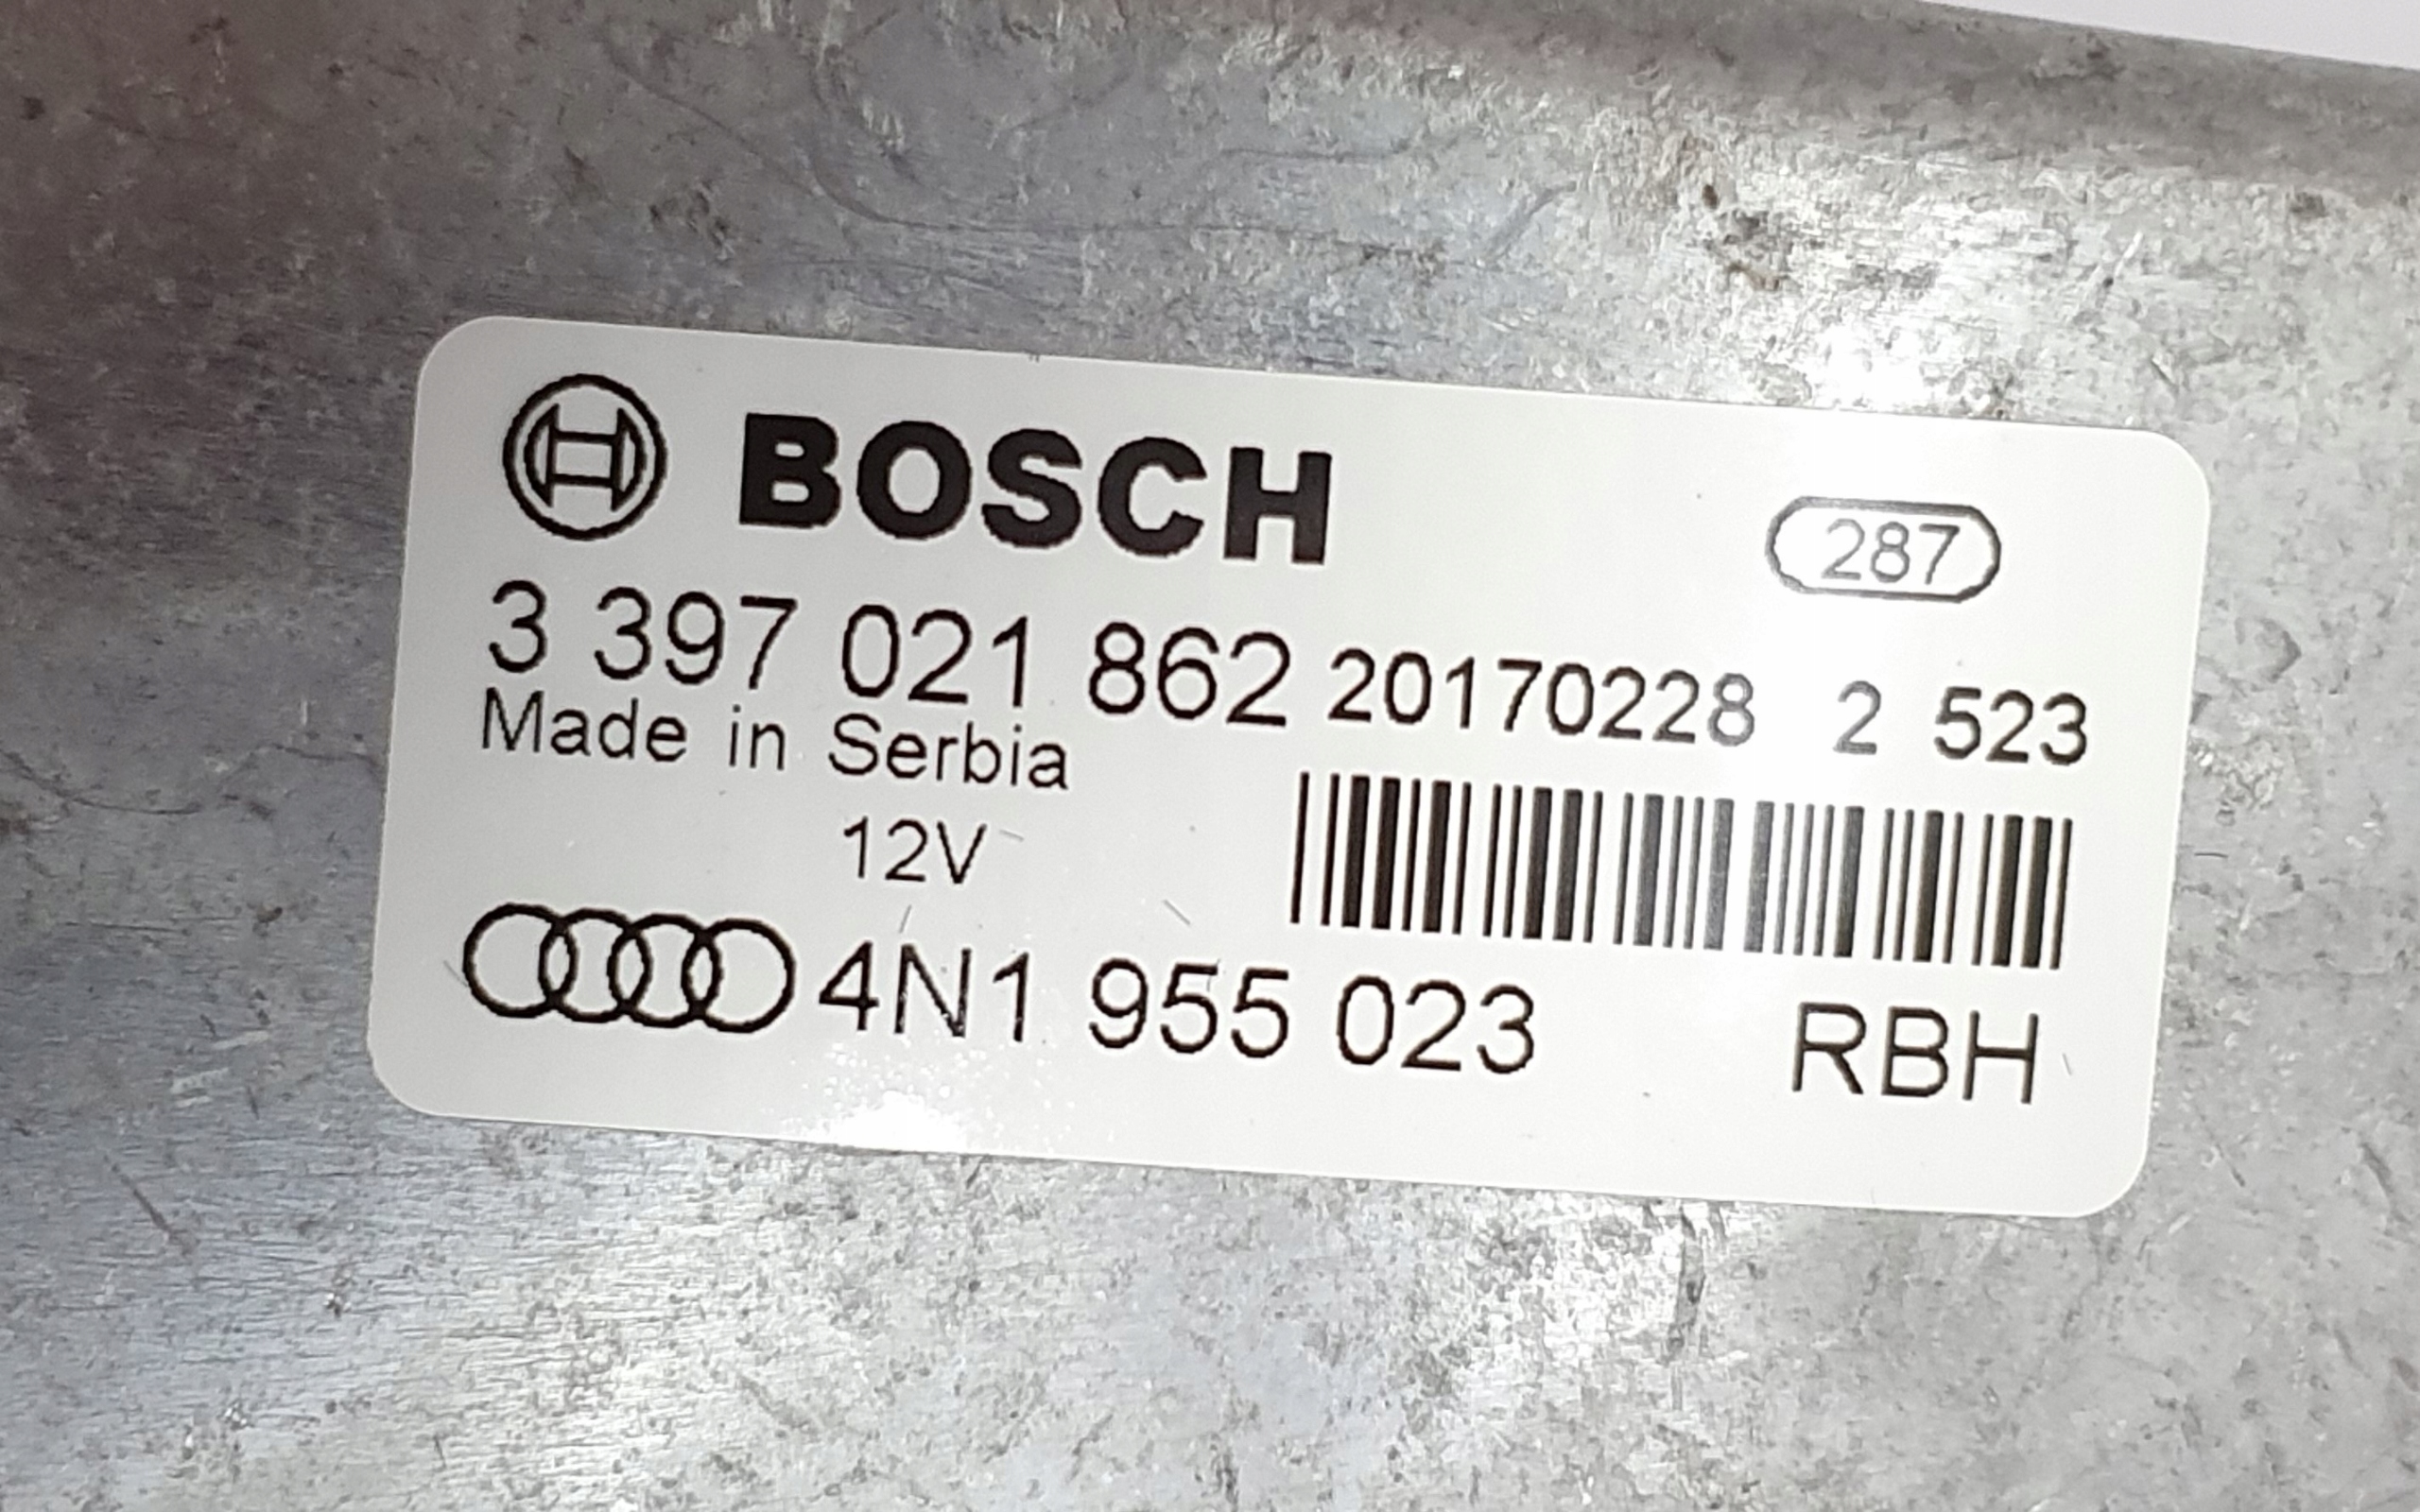 BOSCH
287
3 397 021 862 20170228 2 523
Made in Serbia
12V
4N1 955 023 RBH